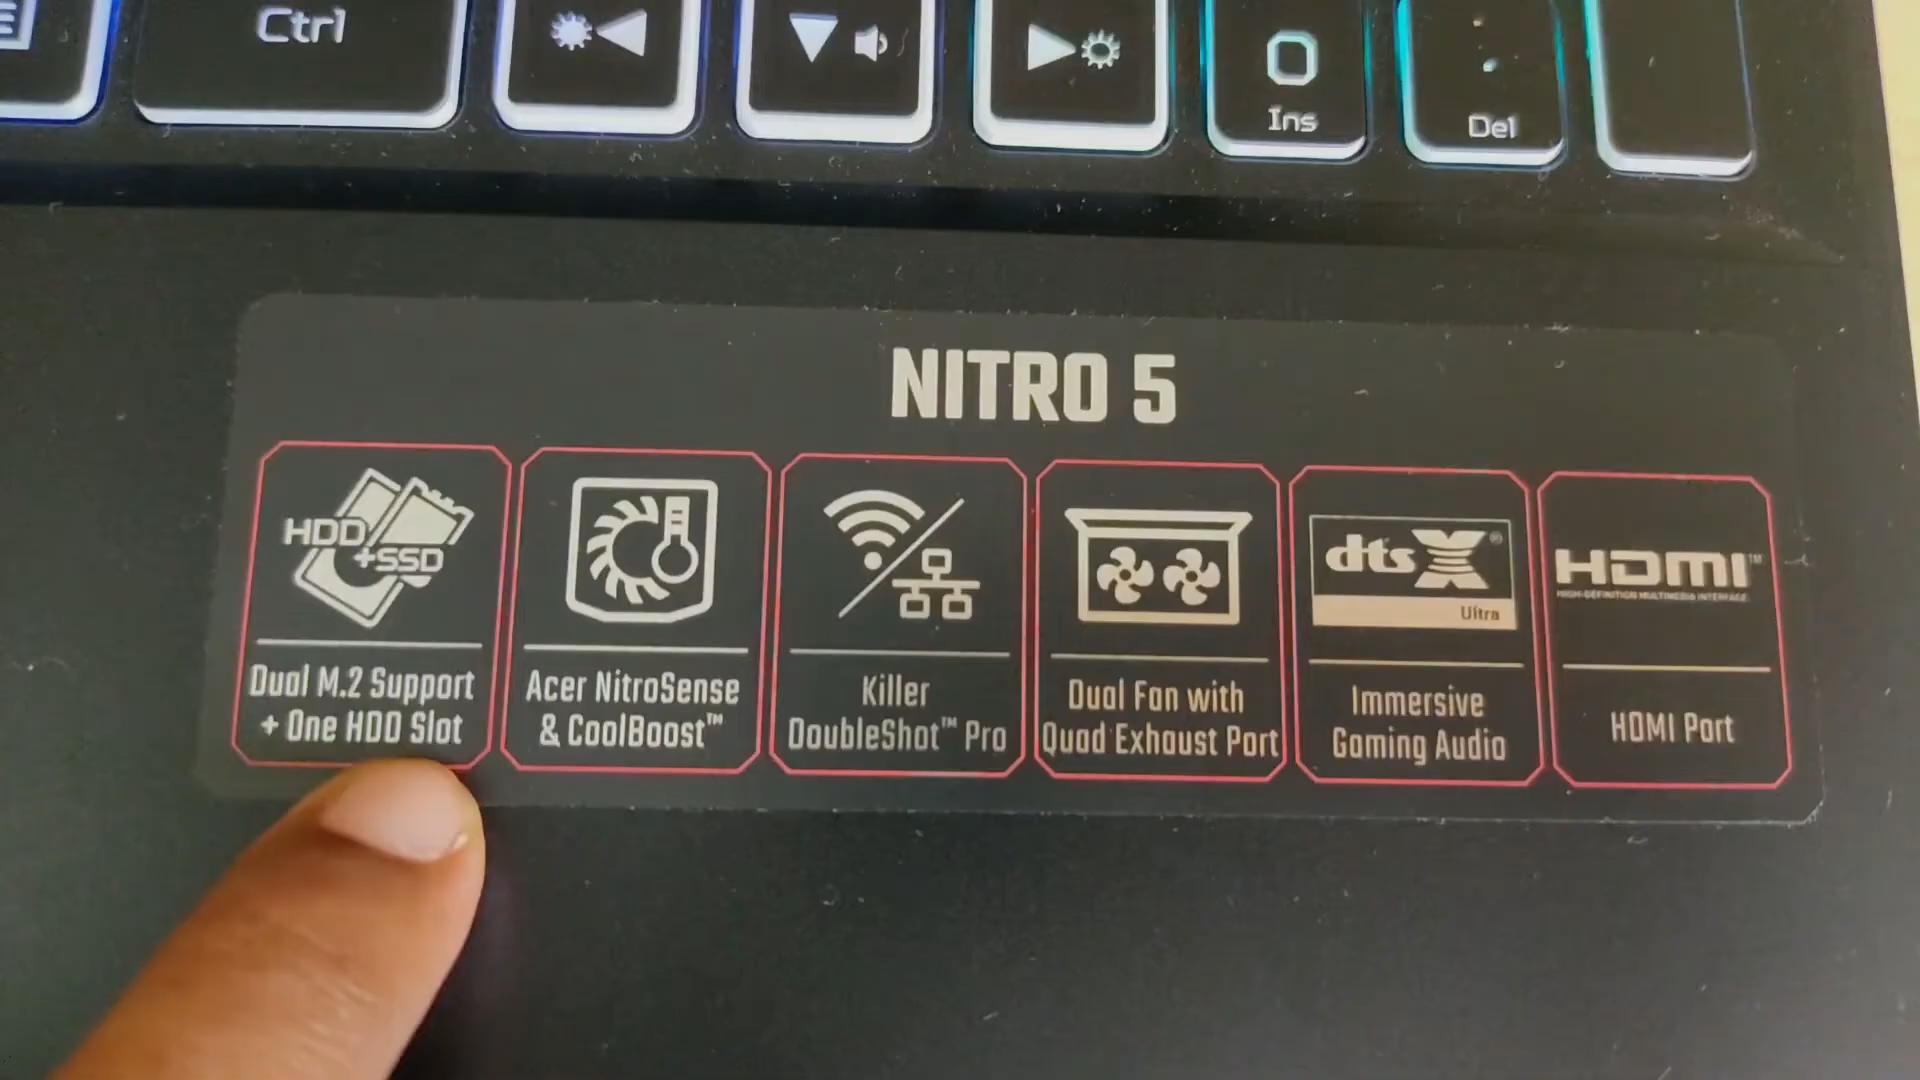 Ctrl
0
.
Ins
Del
NITRO 5
HDD
+SSD
dts X®
Ultra
HDMI™
HIGH-DEFINITION MULTIMEDIA INTERFACE
Dual M.2 Support
+ One HDD Slot
Acer NitroSense
& CoolBoost™
Killer
DoubleShot™ Pro
Dual Fan with
Quad Exhaust Port
Immersive
Gaming Audio
HDMI Port